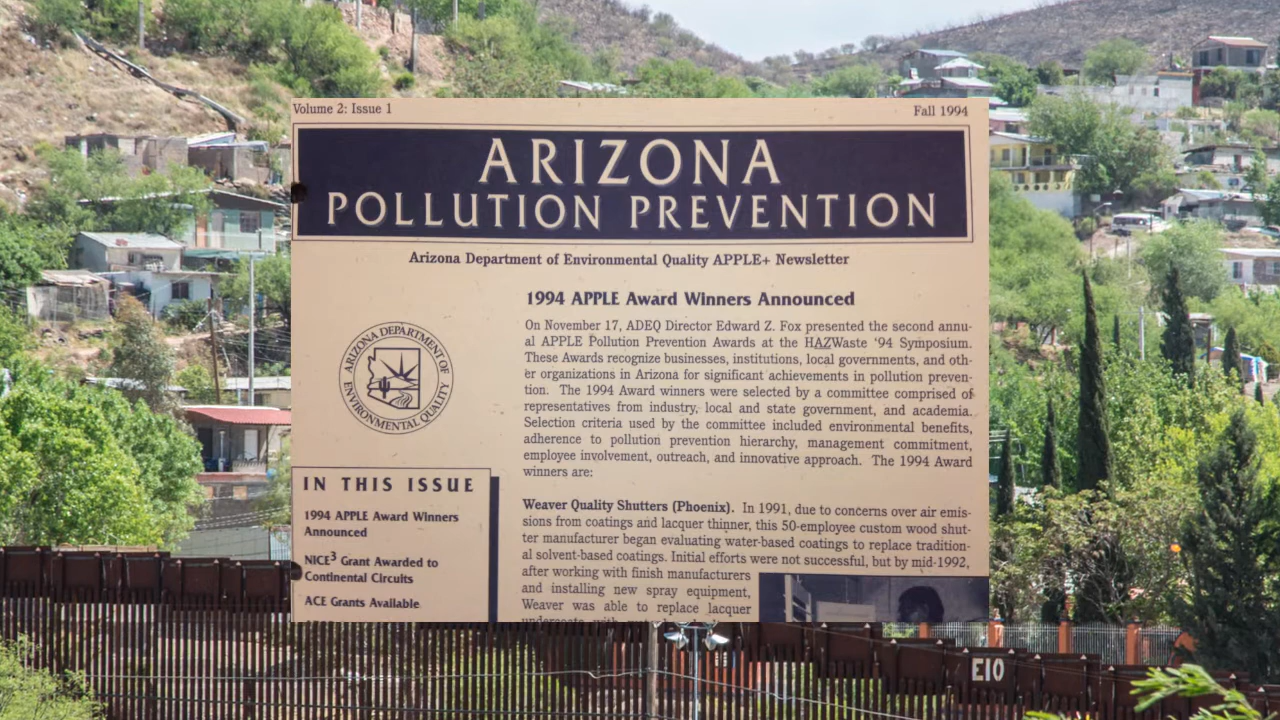 Volume 2: Issue 1
Fall 1994
ARIZONA
POLLUTION PREVENTION
Arizona Department of Environmental Quality APPLE+ Newsletter
1994 APPLE Award Winners Announced
On November 17, ADEQ Director Edward Z. Fox presented the second annu-
al APPLE Pollution Prevention Awards at the HAZWaste '94 Symposium.
These Awards recognize businesses, institutions, local governments, and oth-
er organizations in Arizona for significant achievements in pollution preven-
tion. The 1994 Award winners were selected by a committee comprised of
representatives from industry, local and state government, and academia.
Selection criteria used by the committee included environmental benefits,
adherence to pollution prevention hierarchy, management commitment,
employee involvement, outreach, and innovative approach. The 1994 Award
winners are:
ARIZONA DEPARTMENT OF
ENVIRONMENTAL QUALITY
IN THIS ISSUE
1994 APPLE Award Winners
Announced
NICE³ Grant Awarded to
Continental Circuits
ACE Grants Available
Weaver Quality Shutters (Phoenix). In 1991, due to concerns over air emis-
sions from coatings and lacquer thinner, this 50-employee custom wood shut-
ter manufacturer began evaluating water-based coatings to replace tradition-
al solvent-based coatings. Initial efforts were not successful, but by mid-1992,
after working with finish manufacturers
and installing new spray equipment,
Weaver was able to replace lacquer
E10